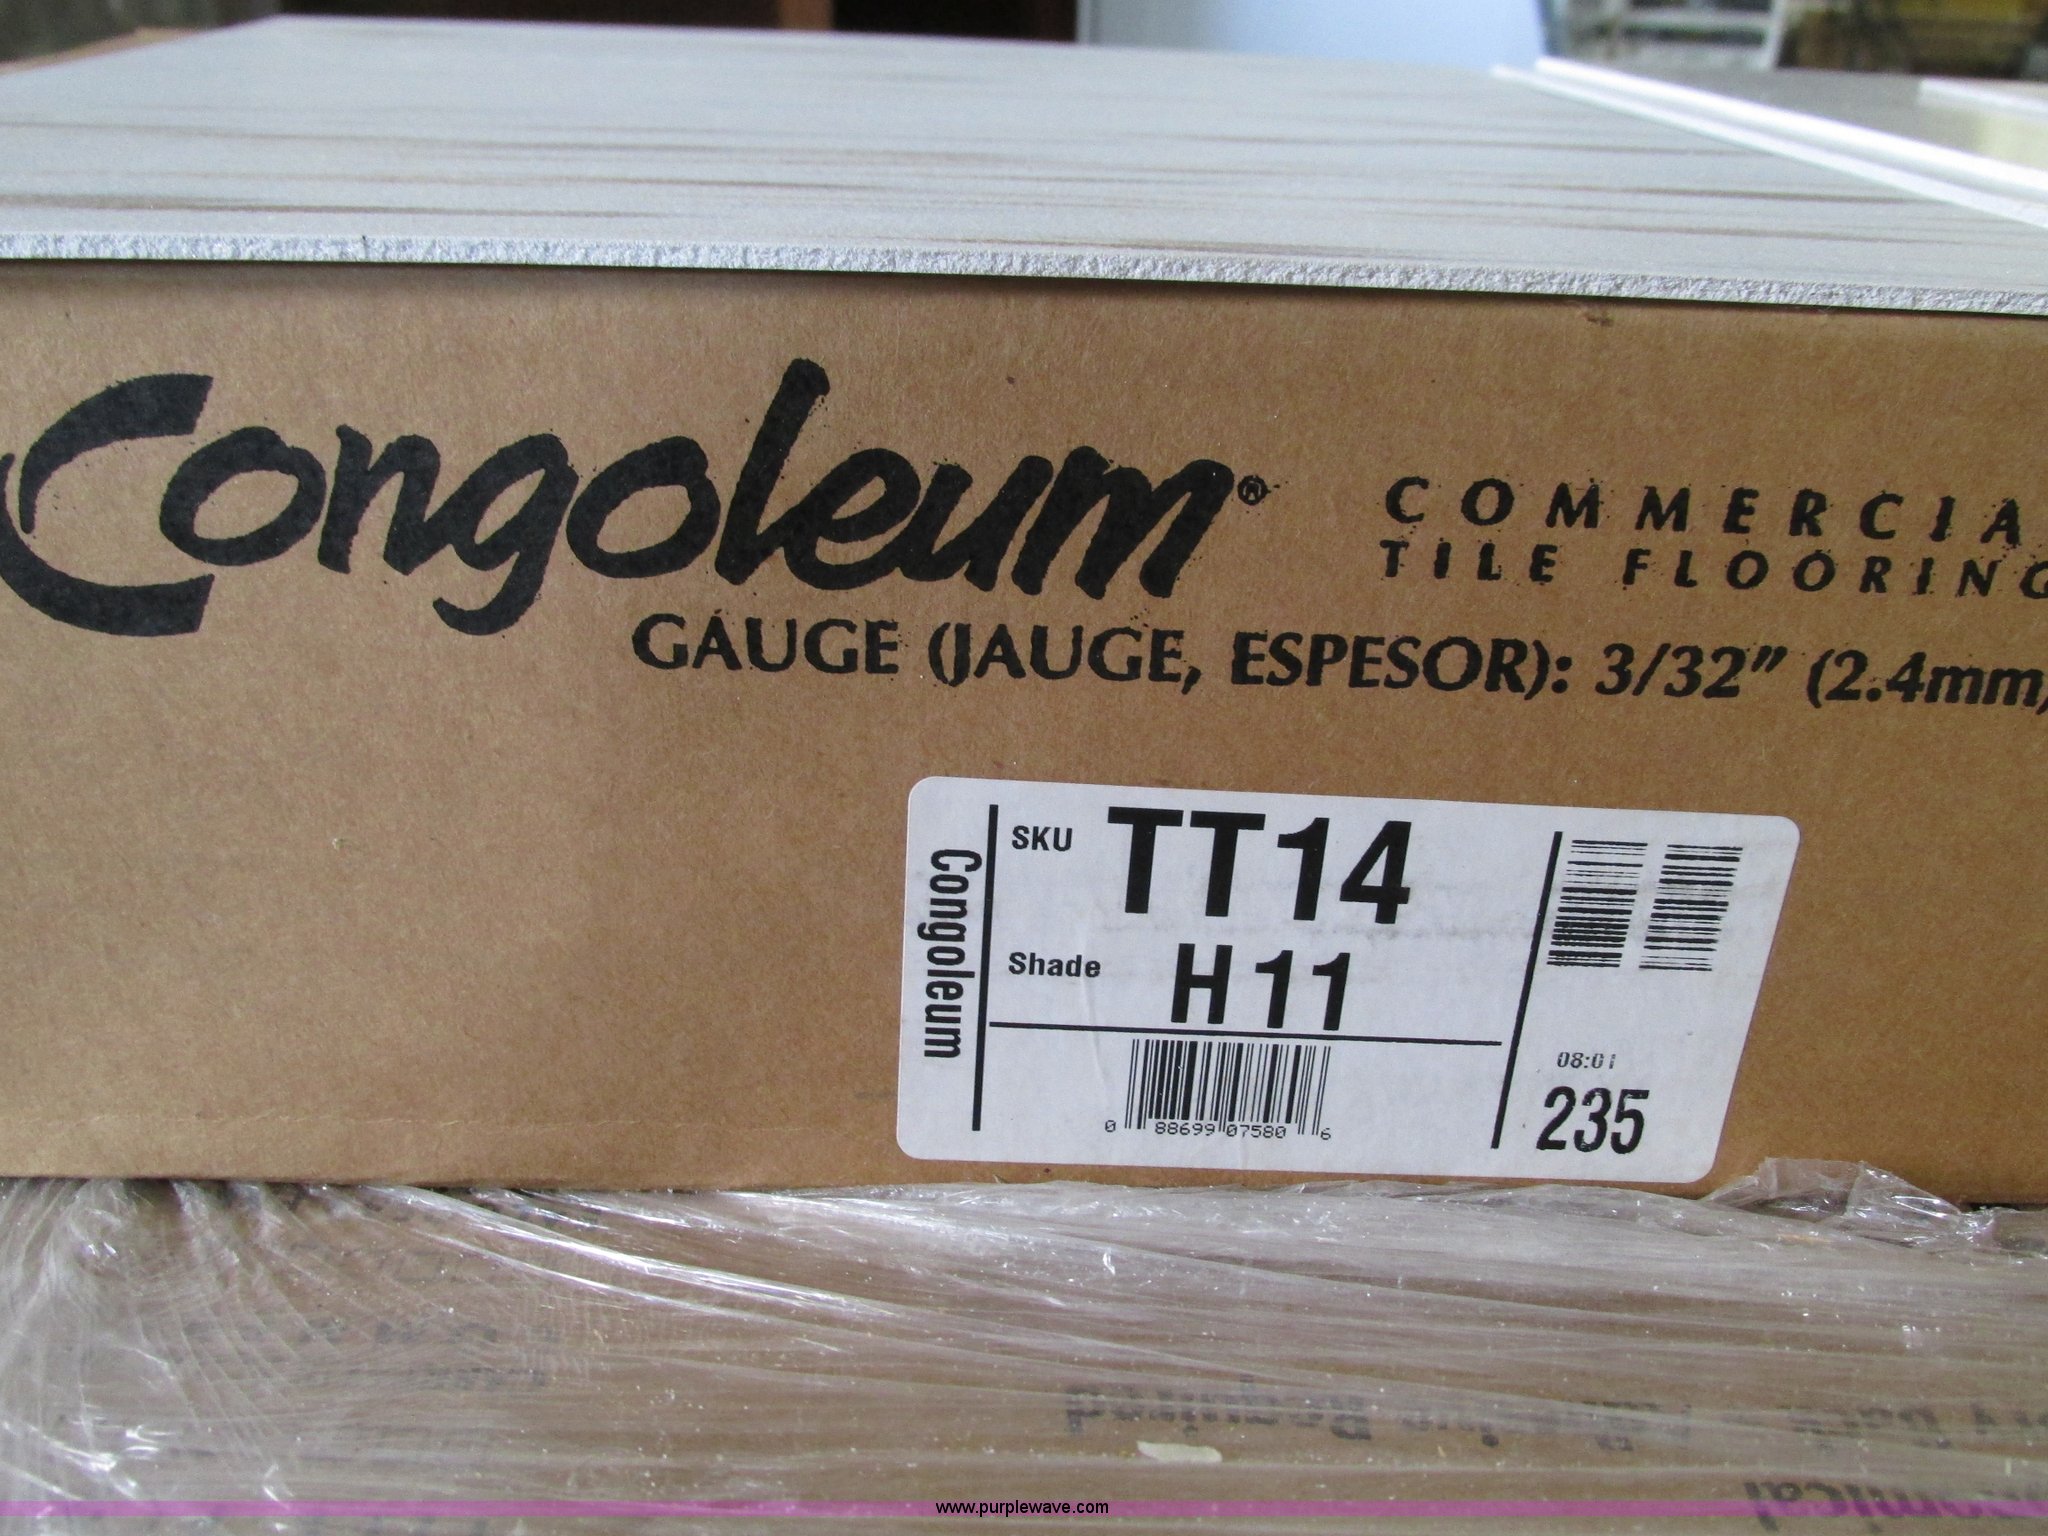 Congoleum®
COMMERCIA
TILE FLOORING
GAUGE (JAUGE, ESPESOR): 3/32" (2.4mm)
Congoleum
SKU TT14
Shade H11
0 88699 07580 6
08:01
235
Required
www.purplewave.com